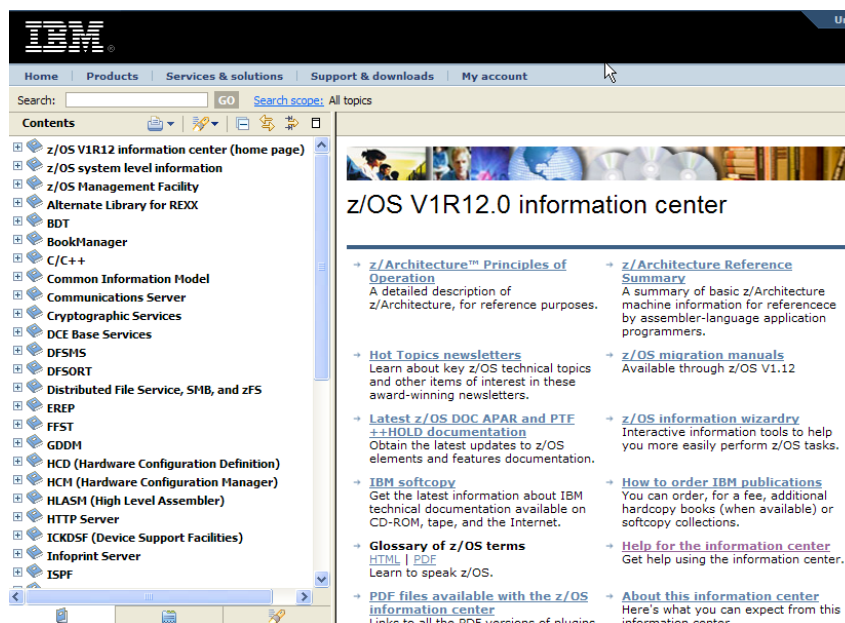 IBM®
Home | Products | Services & solutions | Support & downloads | My account
Search: GO Search scope: All topics
Contents
z/OS V1R12 information center (home page)
z/OS system level information
z/OS Management Facility
Alternate Library for REXX
BDT
BookManager
C/C++
Common Information Model
Communications Server
Cryptographic Services
DCE Base Services
DFSMS
DFSORT
Distributed File Service, SMB, and zFS
EREP
FFST
GDDM
HCD (Hardware Configuration Definition)
HCM (Hardware Configuration Manager)
HLASM (High Level Assembler)
HTTP Server
ICKDSF (Device Support Facilities)
Infoprint Server
ISPF
z/OS V1R12.0 information center
z/Architecture™ Principles of
Operation
A detailed description of
z/Architecture, for reference purposes.
z/Architecture Reference
Summary
A summary of basic z/Architecture
machine information for referencece
by assembler-language application
programmers.
Hot Topics newsletters
Learn about key z/OS technical topics
and other items of interest in these
award-winning newsletters.
z/OS migration manuals
Available through z/OS V1.12
Latest z/OS DOC APAR and PTF
++HOLD documentation
Obtain the latest updates to z/OS
elements and features documentation.
z/OS information wizardry
Interactive information tools to help
you more easily perform z/OS tasks.
IBM softcopy
Get the latest information about IBM
technical documentation available on
CD-ROM, tape, and the Internet.
How to order IBM publications
You can order, for a fee, additional
hardcopy books (when available) or
softcopy collections.
Glossary of z/OS terms
HTML | PDF
Learn to speak z/OS.
Help for the information center
Get help using the information center.
PDF files available with the z/OS
information center
Links to all the PDF versions of plugins
About this information center
Here's what you can expect from this
information center